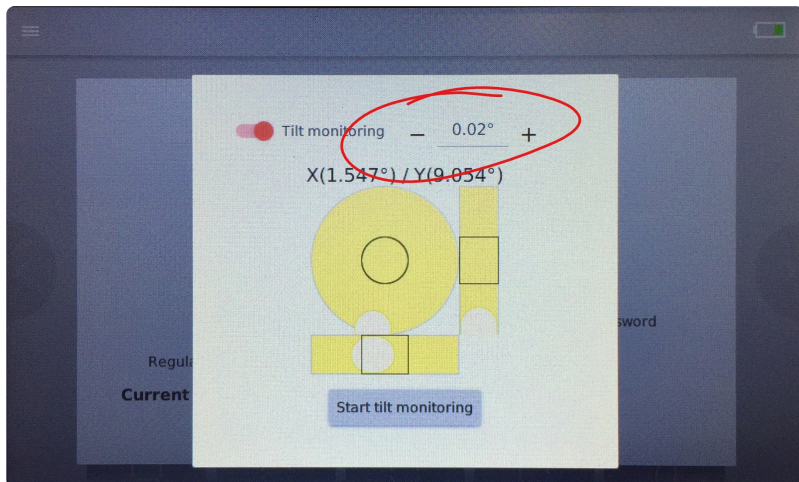 Tilt monitoring − 0.02° +
X(1.547°) / Y(9.054°)
sword
Regula
Current
Start tilt monitoring